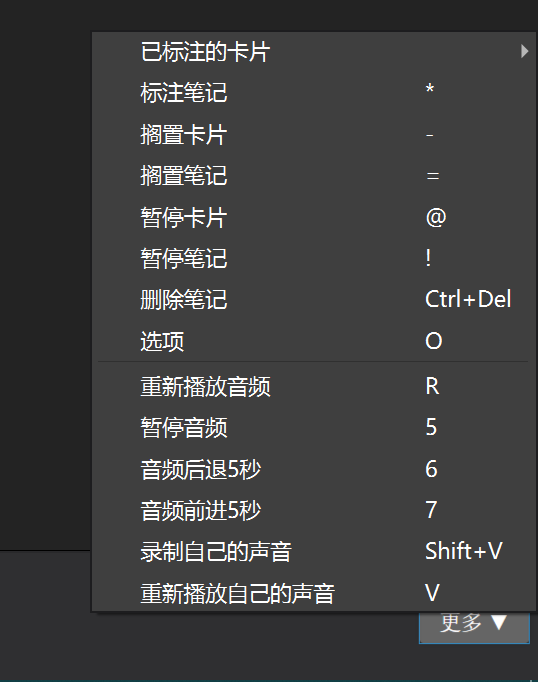 已标注的卡片
标注笔记 *
搁置卡片 -
搁置笔记 =
暂停卡片 @
暂停笔记 !
删除笔记 Ctrl+Del
选项 O
重新播放音频 R
暂停音频 5
音频后退5秒 6
音频前进5秒 7
录制自己的声音 Shift+V
重新播放自己的声音 V
更多 ▼